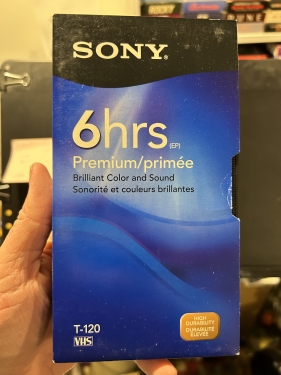 SONY®
6hrs (EP)
Premium/primée
Brilliant Color and Sound
Sonorité et couleurs brillantes
HIGH
DURABILITY
DURABILITÉ
ÉLEVÉE
T-120
VHS